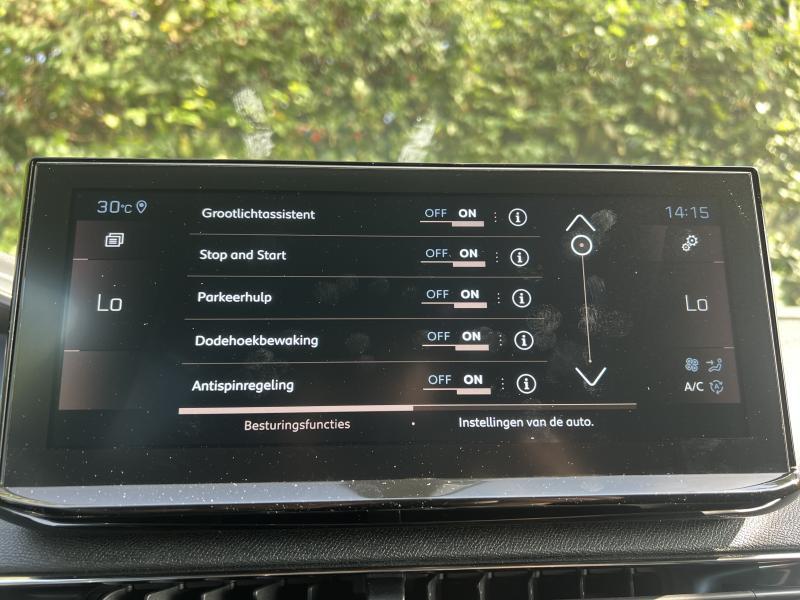 30°C 14:15
Grootlichtassistent OFF ON
Stop and Start OFF ON
Lo Parkeerhulp OFF ON Lo
Dodehoekbewaking OFF ON
Antispinregeling OFF ON A/C A
Besturingsfuncties Instellingen van de auto.